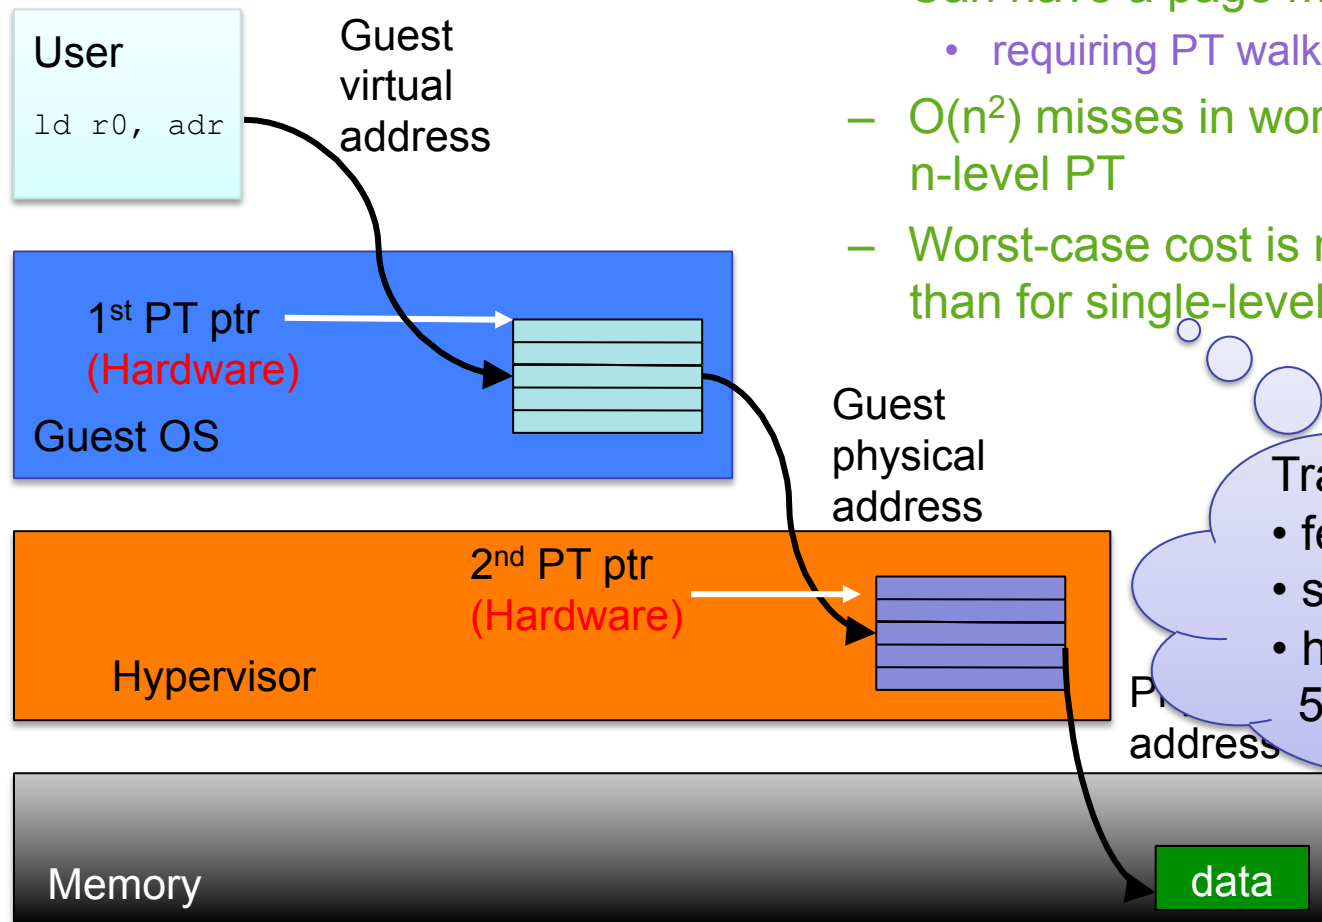 User
ld r0, adr
Guest
virtual
address
requiring PT walk
– O(n²) misses in
n-level PT
– Worst-case cost is
than for single-level
1st PT ptr
(Hardware)
Guest OS
Guest
physical
address
2nd PT ptr
(Hardware)
Hypervisor
address
Memory
data